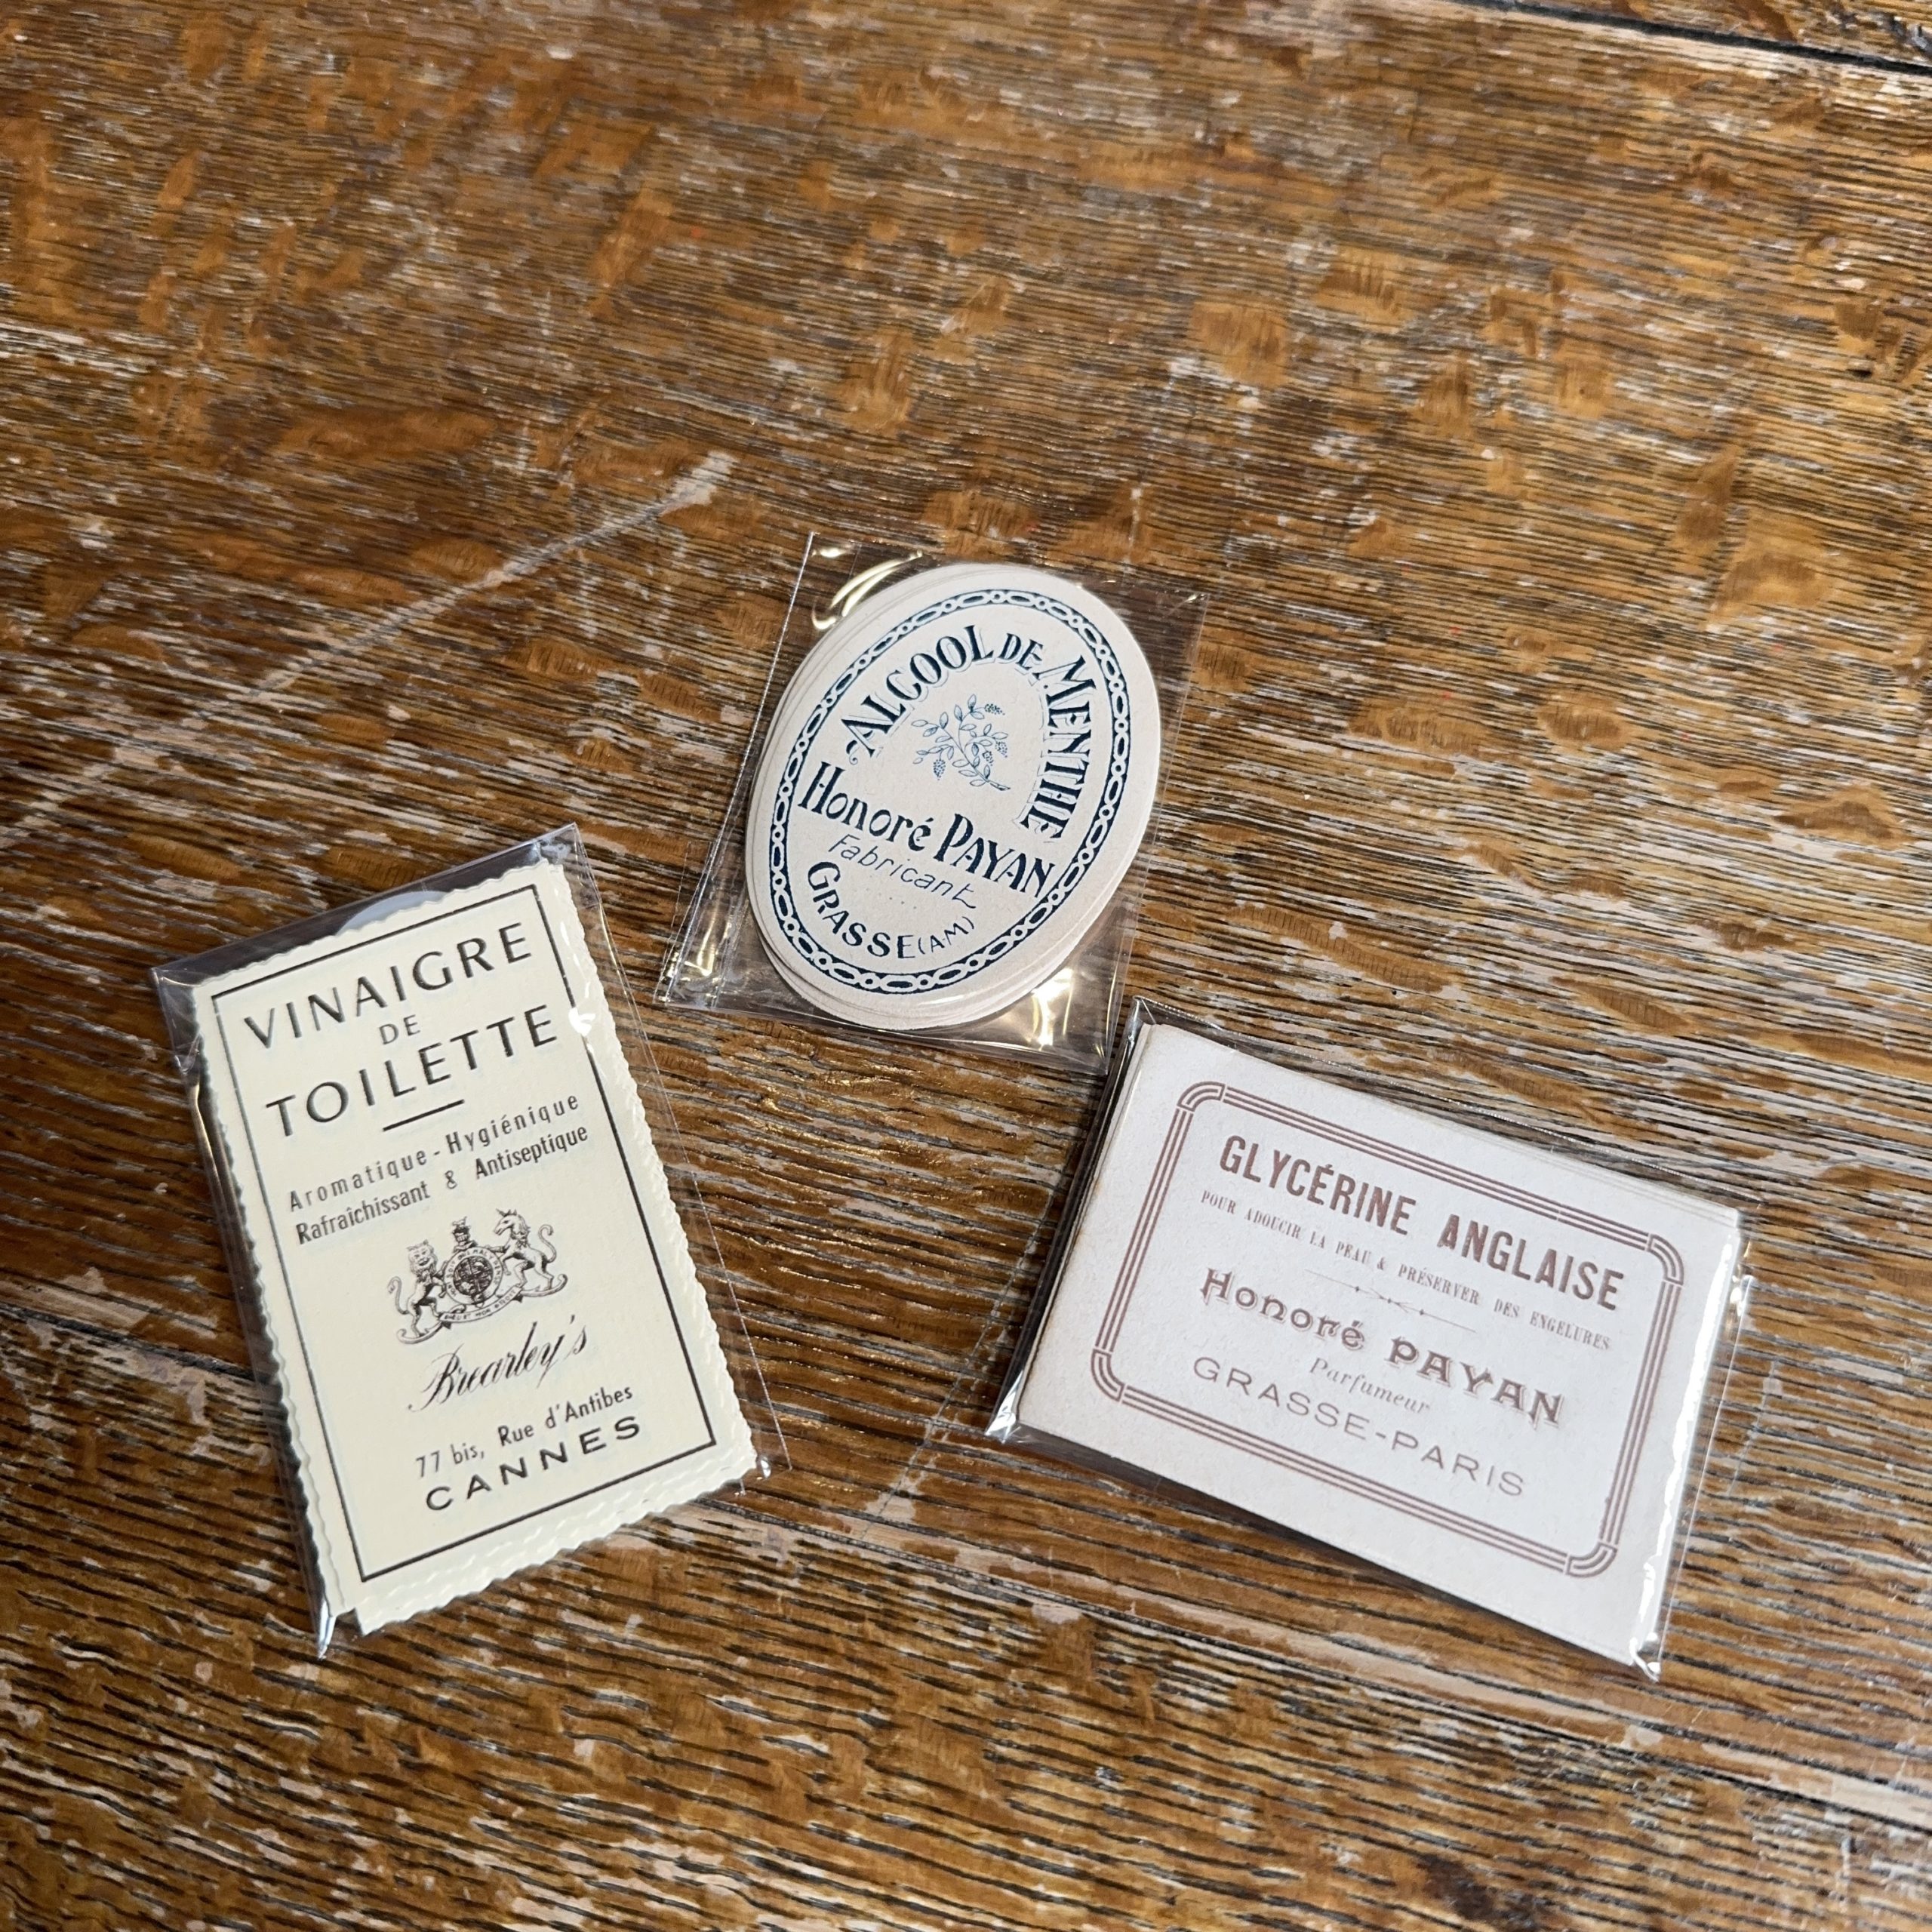 ALCOOL DE MENTHE
Honoré PAYAN
Fabricant
GRASSE (A.M)
VINAIGRE
DE
TOILETTE
Aromatique-Hygiénique
Rafraîchissant & Antiseptique
Brearley's
77 bis, Rue d'Antibes
CANNES
GLYCÉRINE ANGLAISE
POUR ADOUCIR LA PEAU & PRÉSERVER DES ENGELURES
Honoré PAYAN
Parfumeur
GRASSE-PARIS